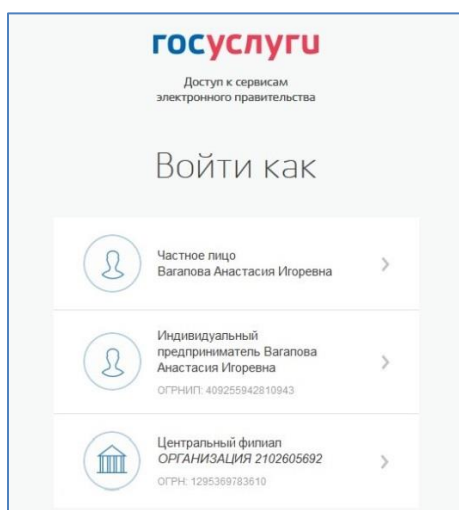 госуслуги
Доступ к сервисам
электронного правительства
Войти как
Частное лицо
Вагапова Анастасия Игоревна
Индивидуальный
предприниматель Вагапова
Анастасия Игоревна
ОГРНИП: 409255942810943
Центральный филиал
ОРГАНИЗАЦИЯ 2102605692
ОГРН: 1295369783610